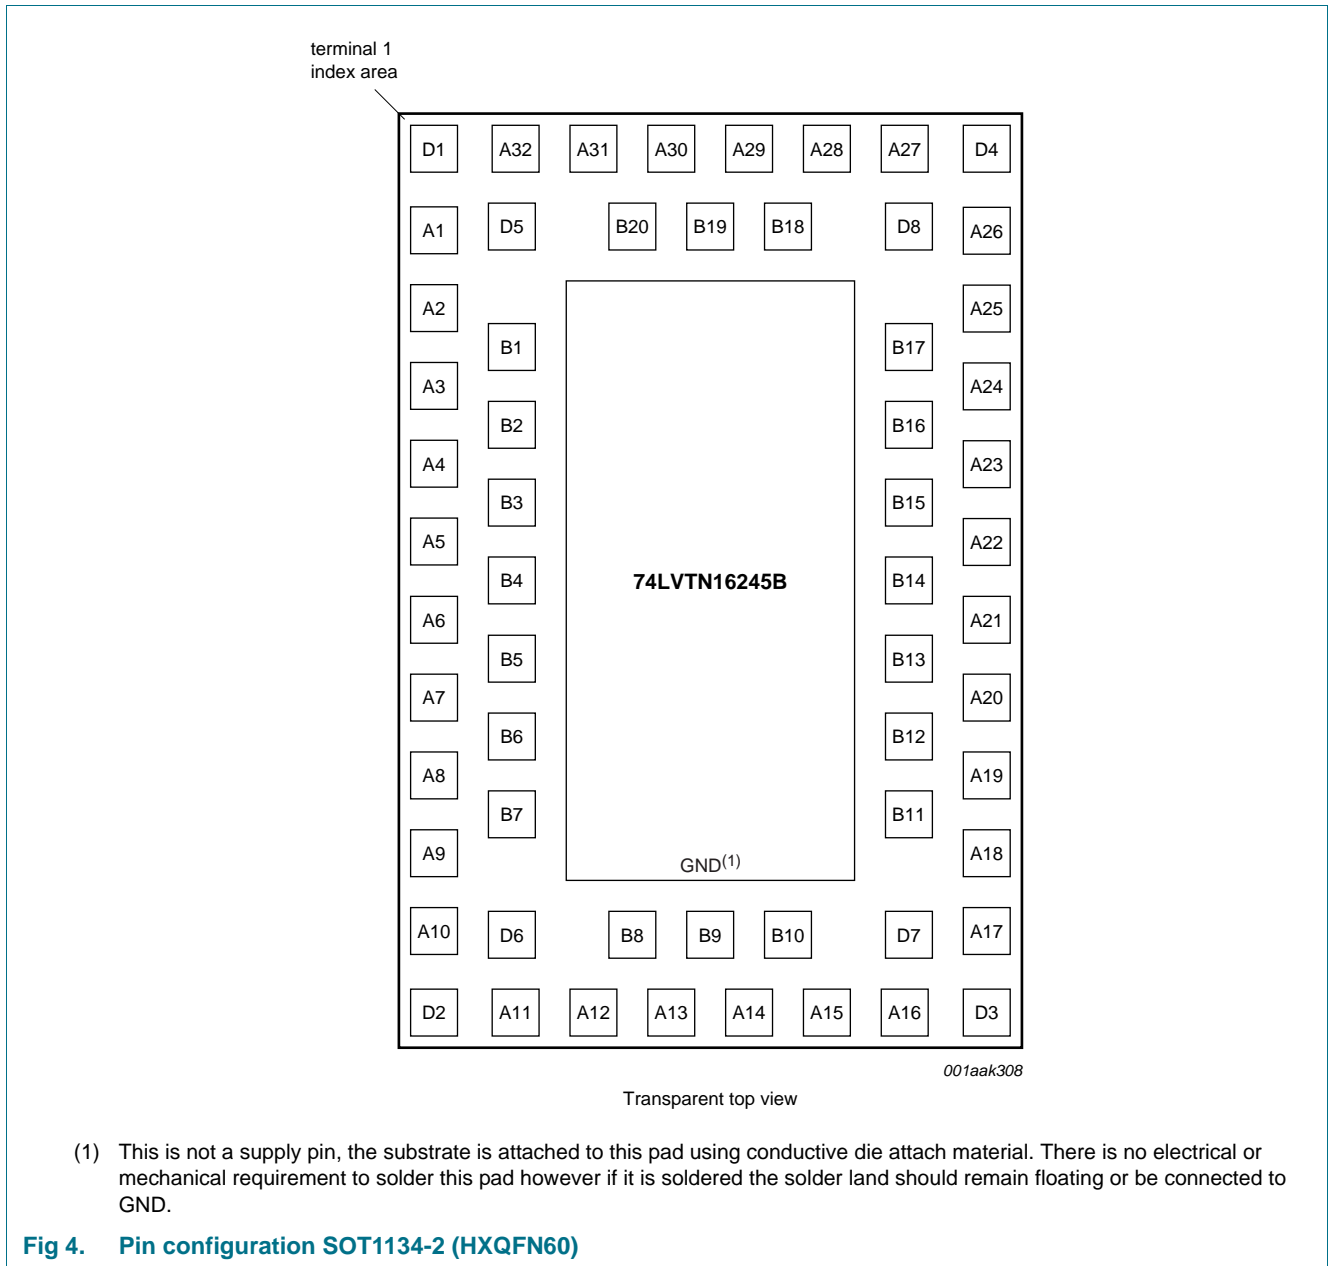 terminal 1
index area
D1 A32 A31 A30 A29 A28 A27 D4
A1 D5 B20 B19 B18 D8 A26
A2 A25
B1 B17
A3 A24
B2 B16
A4 A23
B3 B15
A5 A22
B4 74LVTN16245B B14
A6 A21
B5 B13
A7 A20
B6 B12
A8 A19
B7 B11
A9 GND(1) A18
A10 D6 B8 B9 B10 D7 A17
D2 A11 A12 A13 A14 A15 A16 D3
001aak308
Transparent top view
(1) This is not a supply pin, the substrate is attached to this pad using conductive die attach material. There is no electrical or
mechanical requirement to solder this pad however if it is soldered the solder land should remain floating or be connected to
GND.
Fig 4. Pin configuration SOT1134-2 (HXQFN60)